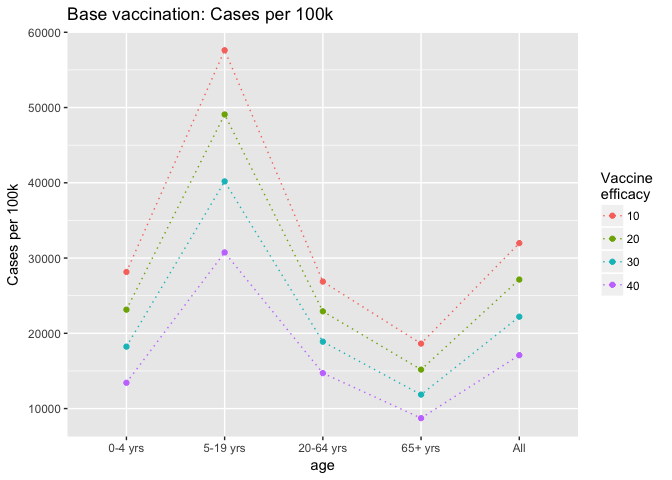 Base vaccination: Cases per 100k
60000
50000
40000
30000
20000
10000
Cases per 100k
0-4 yrs
5-19 yrs
20-64 yrs
65+ yrs
All
age
Vaccine
efficacy
10
20
30
40